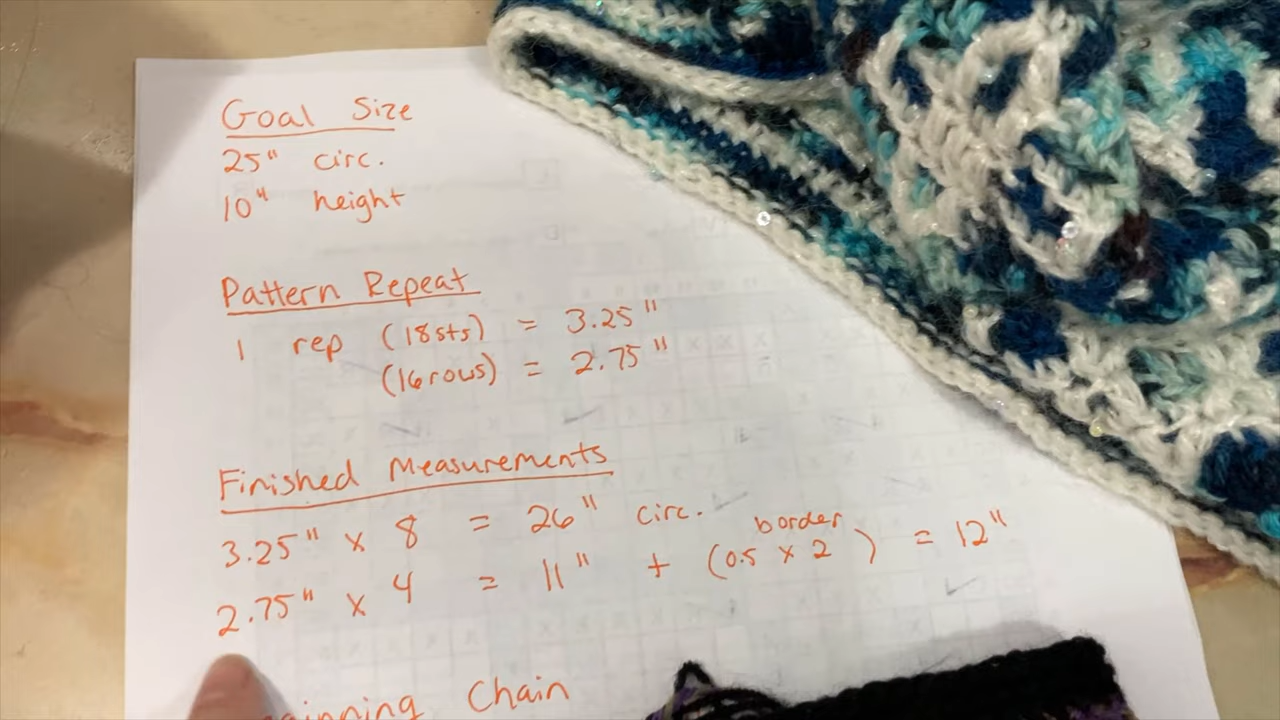 Goal Size
25" circ.
10" height
Pattern Repeat
1 rep (18sts) = 3.25"
(16rows) = 2.75"
Finished Measurements
3.25" x 8 = 26" circ.
border
2.75" x 4 = 11" + (0.5 x 2) = 12"
Chain